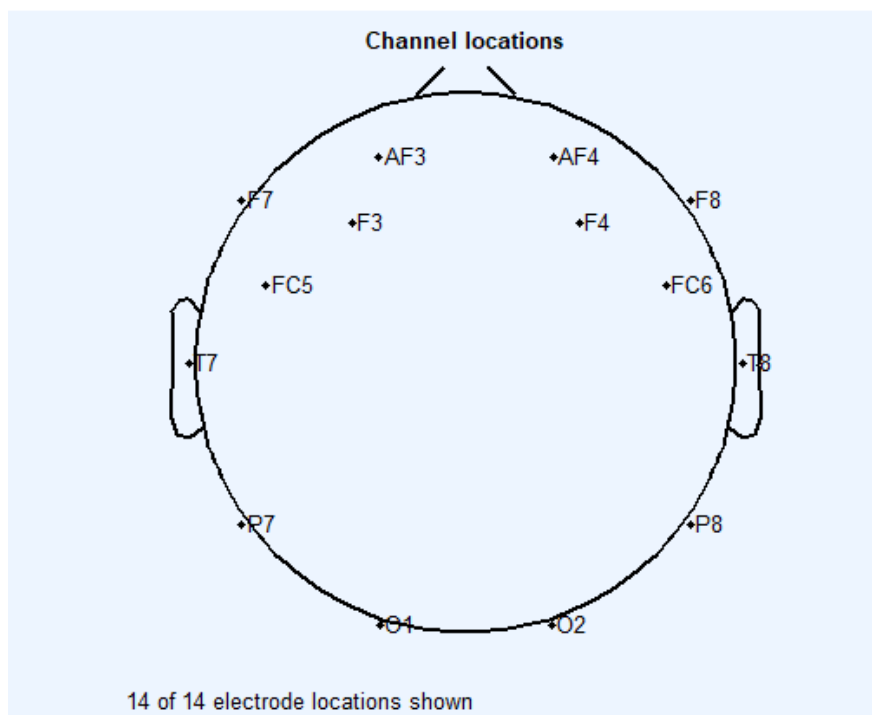 Channel locations
AF3 AF4
F7 F8
F3 F4
FC5 FC6
T7 T8
P7 P8
O1 O2
14 of 14 electrode locations shown